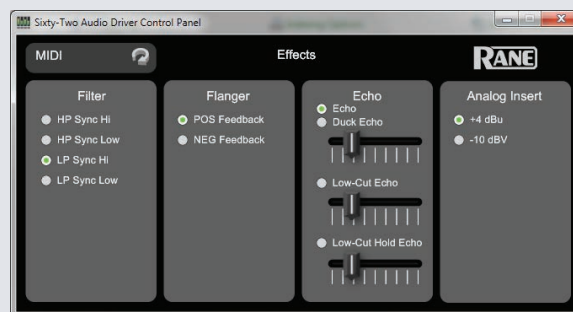 Sixty-Two Audio Driver Control Panel
MIDI
Effects
RANE
Filter
HP Sync Hi
HP Sync Low
LP Sync Hi
LP Sync Low
Flanger
POS Feedback
NEG Feedback
Echo
Echo
Duck Echo
Low-Cut Echo
Low-Cut Hold Echo
Analog Insert
+4 dBu
-10 dBV